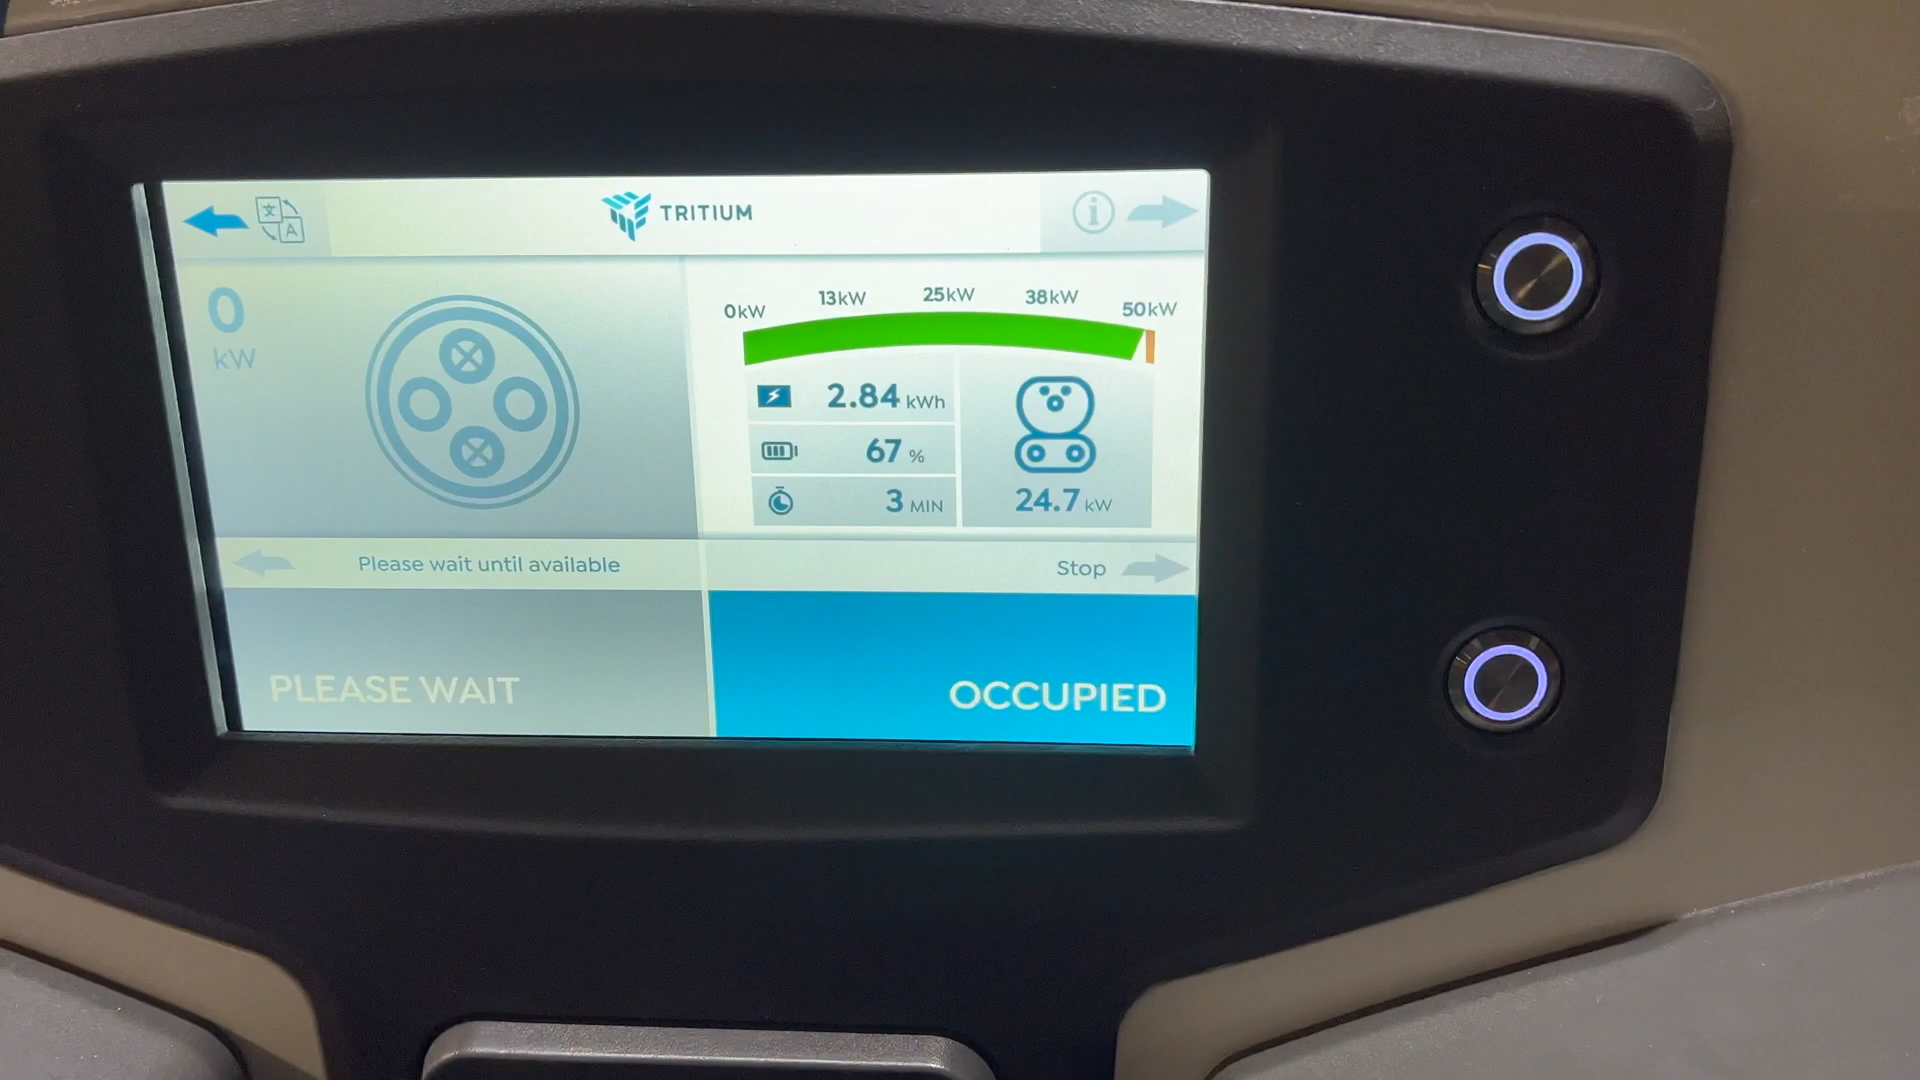 文
A
TRITIUM
i
0
kW
0kW 13kW 25kW 38kW 50kW
2.84 kWh
67 %
3 MIN
24.7 kW
Please wait until available
Stop
PLEASE WAIT
OCCUPIED